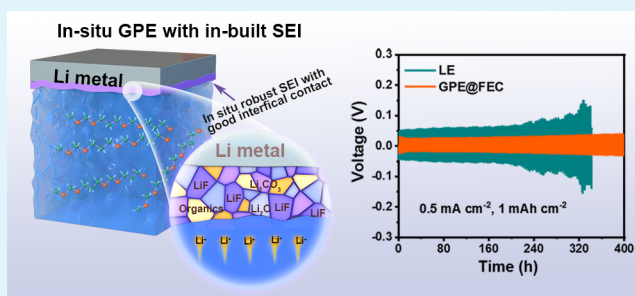 In-situ GPE with in-built SEI
Li metal
In situ robust SEI with
good interfical contact
Li metal
LiF
Li₂CO₃
LiF
LiF
Organics
Li₂O
LiF
LiF
Li⁺ Li⁺ Li⁺ Li⁺ Li⁺
Voltage (V)
0.3
0.2
0.1
0.0
-0.1
-0.2
-0.3
LE
GPE@FEC
0.5 mA cm⁻², 1 mAh cm⁻²
0 80 160 240 320 400
Time (h)